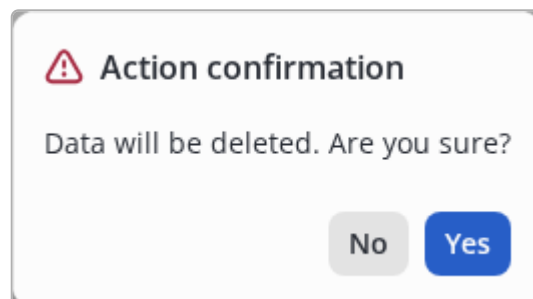 Action confirmation
Data will be deleted. Are you sure?
No Yes